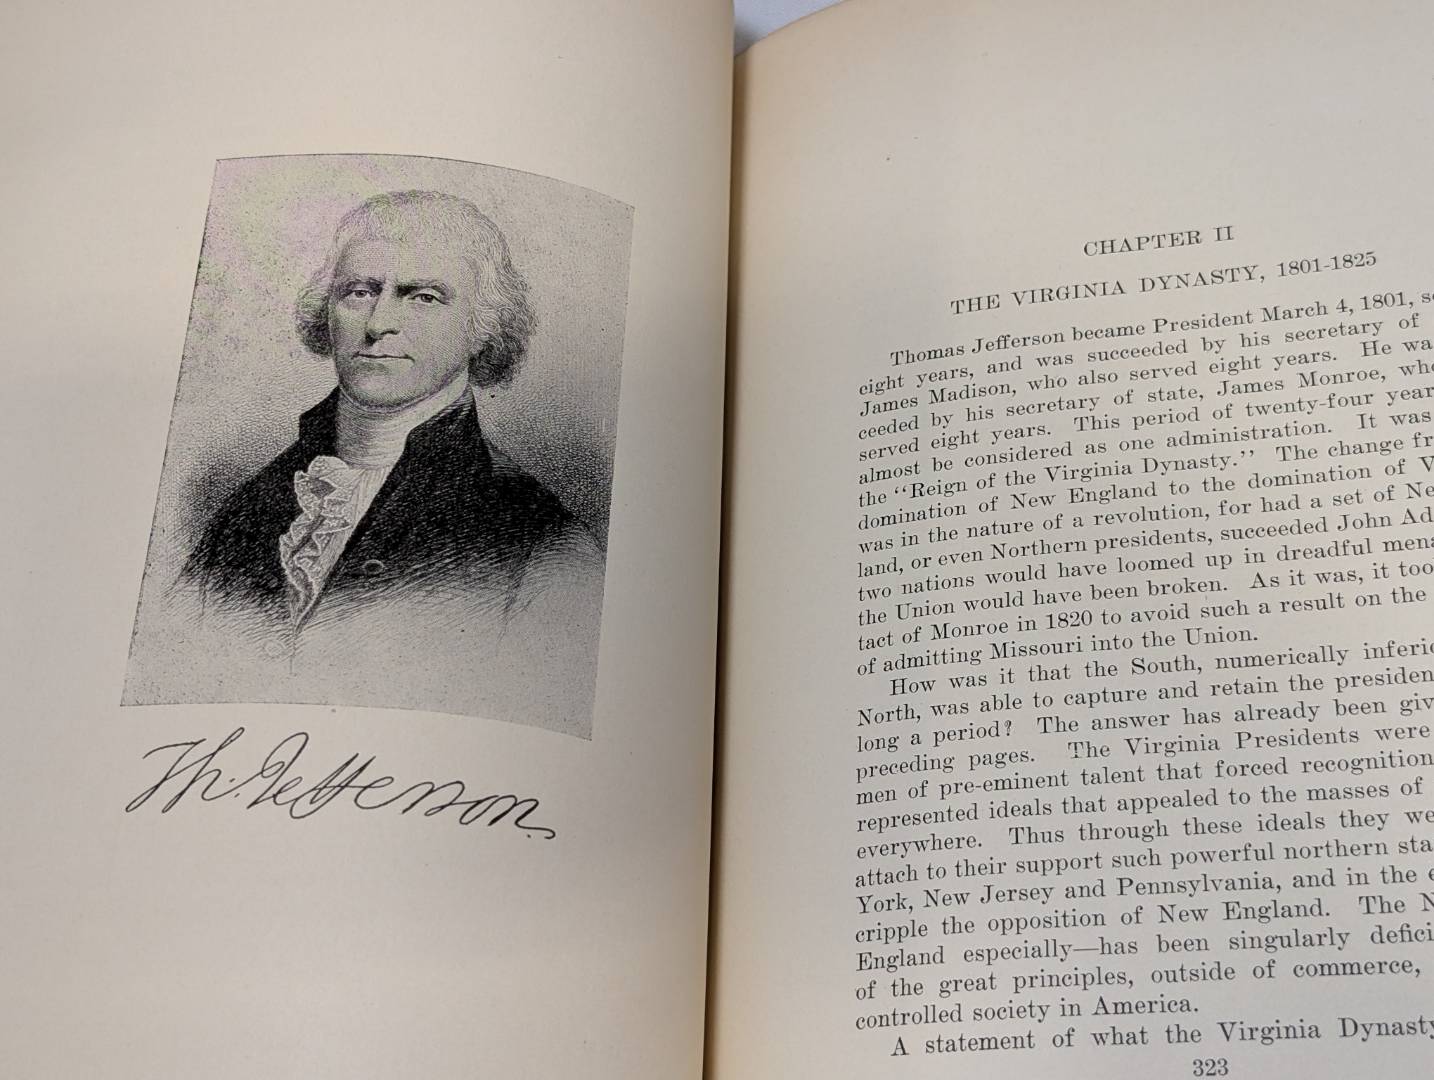 Th. Jefferson
CHAPTER II
THE VIRGINIA DYNASTY, 1801-1825
Thomas Jefferson became President March 4, 1801,
eight years, and was succeeded by his secretary of
James Madison, who also served eight years. He
ceeded by his secretary of state, James Monroe,
served eight years. This period of twenty-four
almost be considered as one administration. It was
the “Reign of the Virginia Dynasty.” The change
domination of New England to the domination of
was in the nature of a revolution, for had a set of
land, or even Northern presidents, succeeded John
two nations would have loomed up in dreadful
the Union would have been broken. As it was, it
tact of Monroe in 1820 to avoid such a result on the
of admitting Missouri into the Union.
How was it that the South, numerically
North, was able to capture and retain the
long a period? The answer has already been
preceding pages. The Virginia Presidents were
men of pre-eminent talent that forced recognition
represented ideals that appealed to the masses of
everywhere. Thus through these ideals they
attach to their support such powerful northern
York, New Jersey and Pennsylvania, and in the
cripple the opposition of New England. The
England especially—has been singularly
of the great principles, outside of commerce,
controlled society in America.
A statement of what the Virginia Dynasty
323